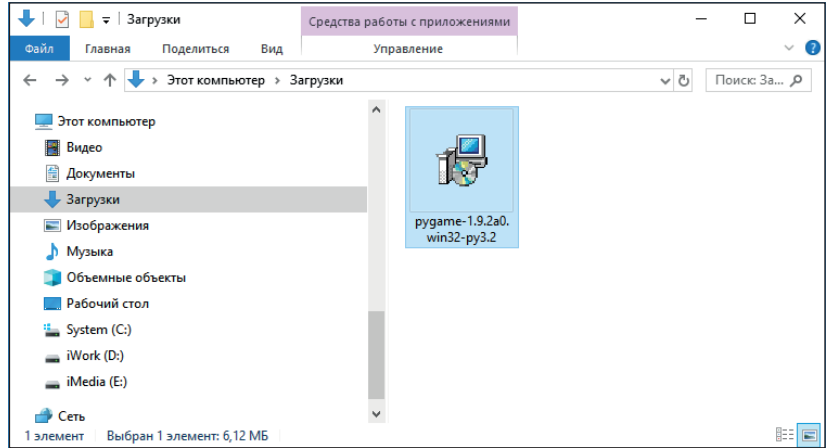 Загрузки
Средства работы с приложениями
Файл Главная Поделиться Вид Управление
Этот компьютер Загрузки Поиск: За...
Этот компьютер
Видео
Документы
Загрузки
Изображения
Музыка
Объемные объекты
Рабочий стол
System (C:)
iWork (D:)
iMedia (E:)
Сеть
pygame-1.9.2a0.
win32-py3.2
1 элемент Выбран 1 элемент: 6,12 МБ